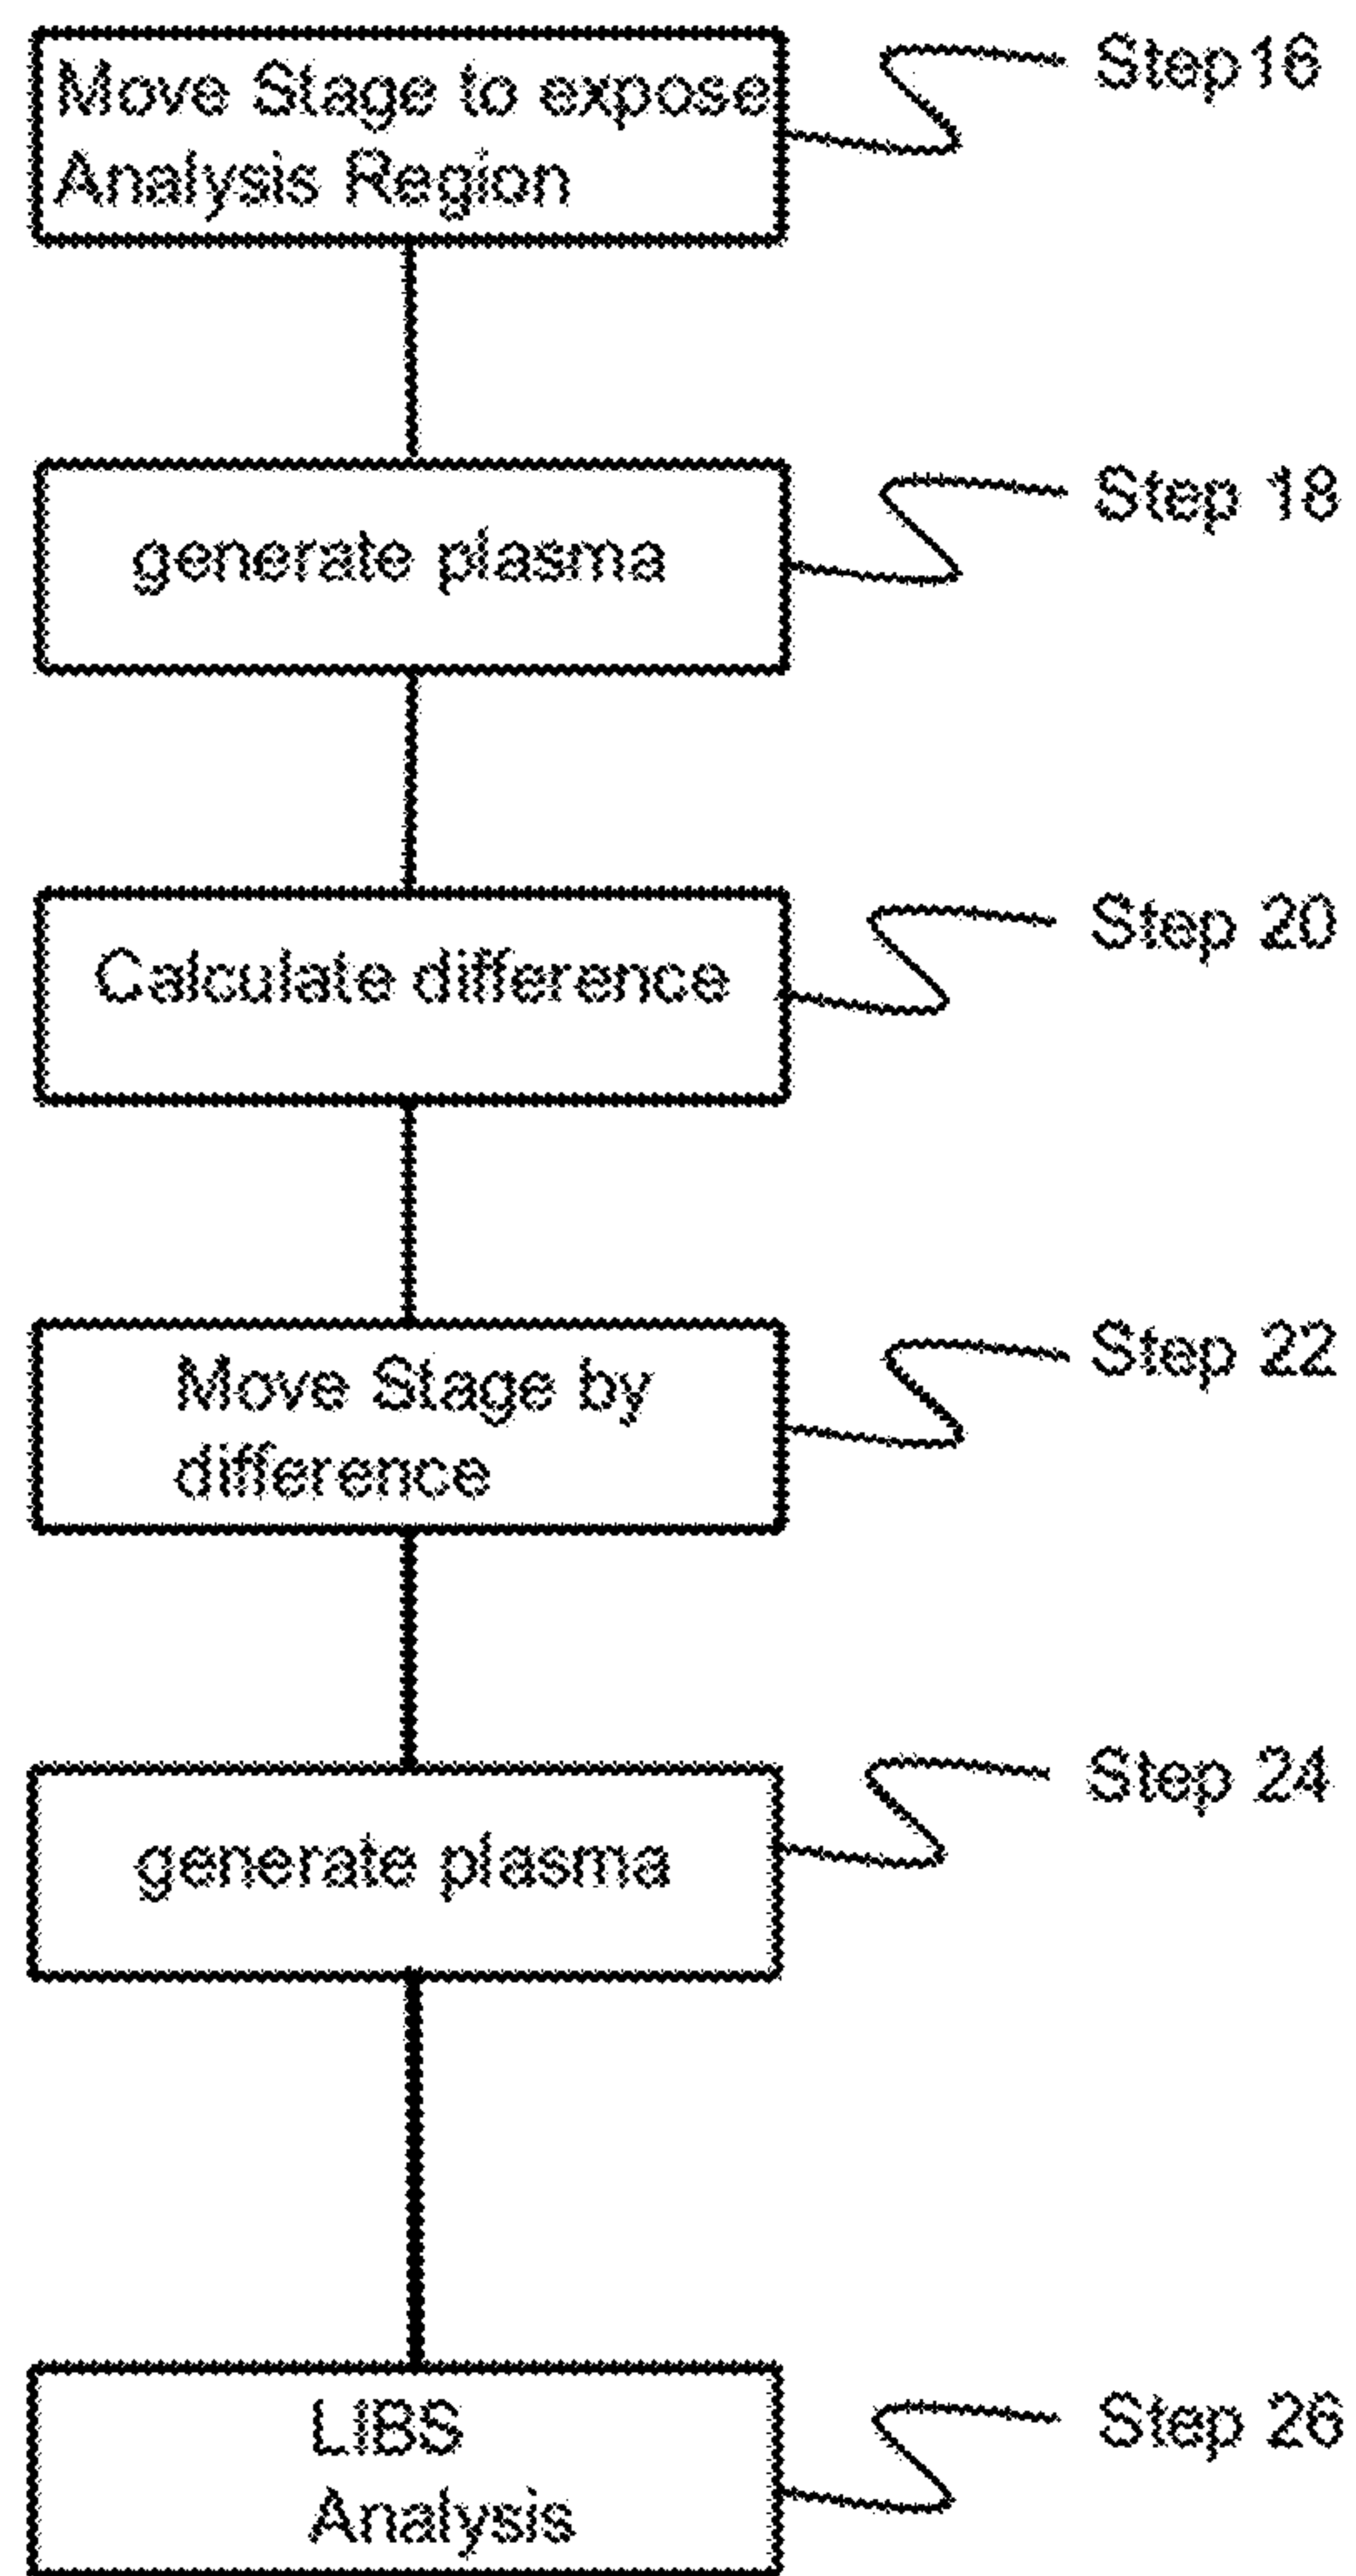 Move Stage to expose
Analysis Region
Step16
generate plasma
Step 18
Calculate difference
Step 20
Move Stage by
difference
Step 22
generate plasma
Step 24
LIBS
Analysis
Step 26